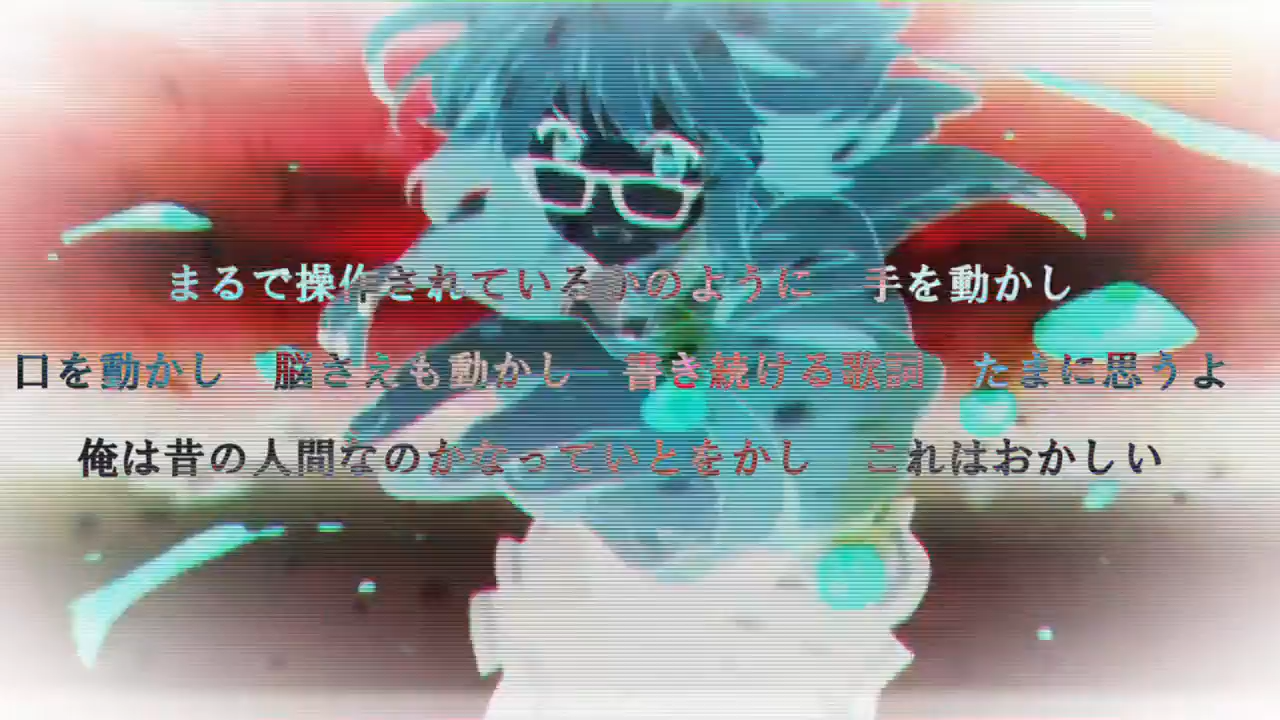 まるで操作されているかのように　手を動かし
口を動かし　脳さえも動かし　書き続ける歌詞　たまに思うよ
俺は昔の人間なのかなっていとをかし　これはおかしい